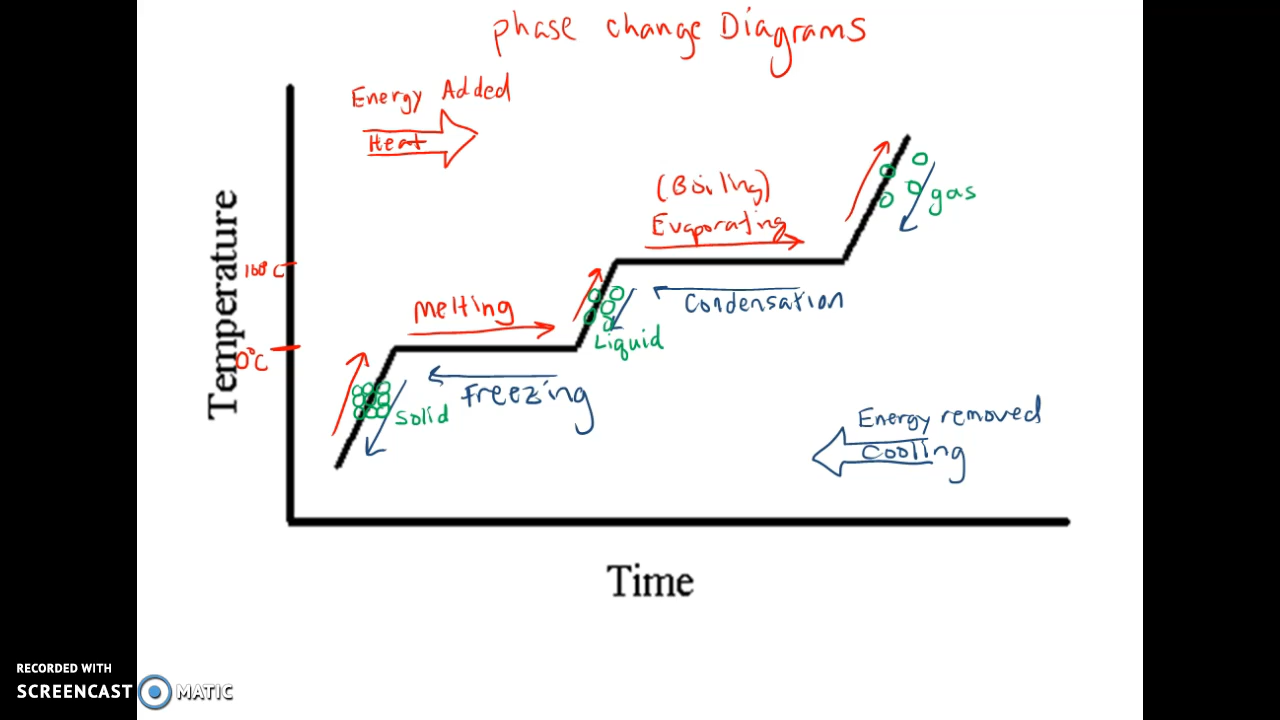 phase change Diagrams
Energy Added
Heat
(Boiling)
Evaporating
gas
100°C
Condensation
Melting
Liquid
0°C
Freezing
Solid
Energy removed
Cooling
Temperature
Time
RECORDED WITH
SCREENCAST MATIC